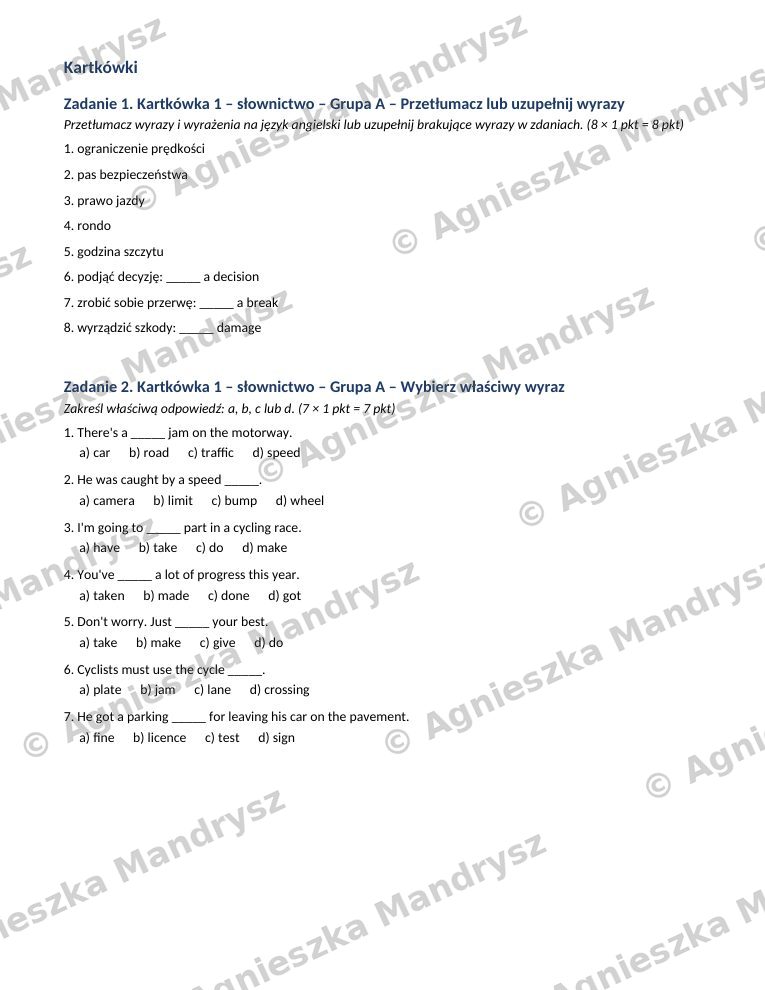 Kartkówki
Zadanie 1. Kartkówka 1 – słownictwo – Grupa A – Przetłumacz lub uzupełnij wyrazy
Przetłumacz wyrazy i wyrażenia na język angielski lub uzupełnij brakujące wyrazy w zdaniach. (8 × 1 pkt = 8 pkt)
1. ograniczenie prędkości
2. pas bezpieczeństwa
3. prawo jazdy
4. rondo
5. godzina szczytu
6. podjąć decyzję: _____ a decision
7. zrobić sobie przerwę: _____ a break
8. wyrządzić szkody: _____ damage
Zadanie 2. Kartkówka 1 – słownictwo – Grupa A – Wybierz właściwy wyraz
Zakreśl właściwą odpowiedź: a, b, c lub d. (7 × 1 pkt = 7 pkt)
1. There's a _____ jam on the motorway.
a) car b) road c) traffic d) speed
2. He was caught by a speed _____.
a) camera b) limit c) bump d) wheel
3. I'm going to _____ part in a cycling race.
a) have b) take c) do d) make
4. You've _____ a lot of progress this year.
a) taken b) made c) done d) got
5. Don't worry. Just _____ your best.
a) take b) make c) give d) do
6. Cyclists must use the cycle _____.
a) plate b) jam c) lane d) crossing
7. He got a parking _____ for leaving his car on the pavement.
a) fine b) licence c) test d) sign
© Agnieszka Mandrysz